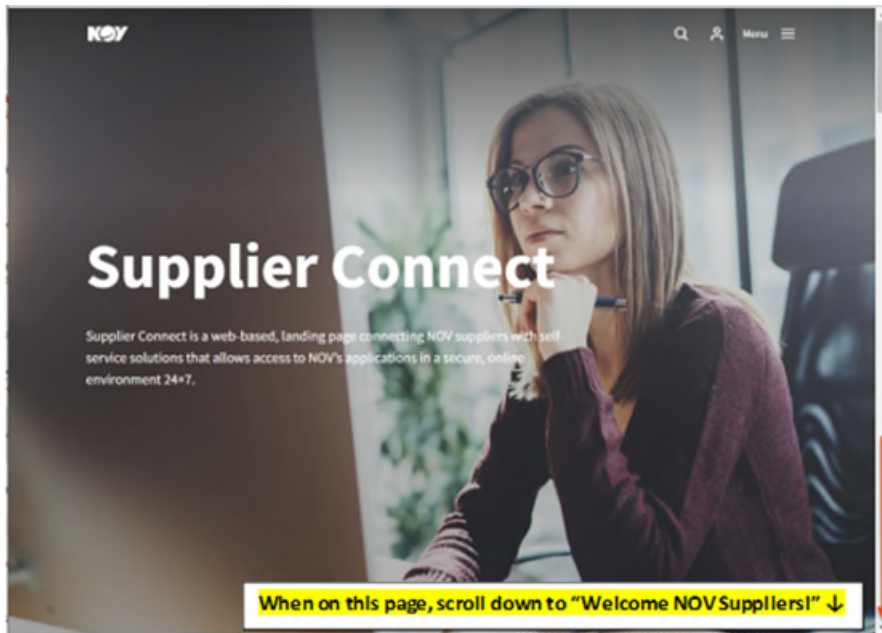 NOV
Menu
Supplier Connect
Supplier Connect is a web-based, landing page connecting NOV suppliers with self-
service solutions that allows access to NOV's applications in a secure, online
environment 24×7.
When on this page, scroll down to “Welcome NOV Suppliers!” ↓